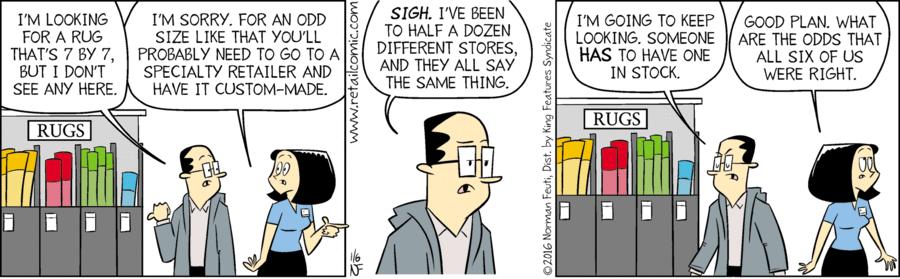 I'M LOOKING
FOR A RUG
THAT'S 7 BY 7,
BUT I DON'T
SEE ANY HERE.
I'M SORRY. FOR AN ODD
SIZE LIKE THAT YOU'LL
PROBABLY NEED TO GO TO A
SPECIALTY RETAILER AND
HAVE IT CUSTOM-MADE.
RUGS
www.retailcomic.com
SIGH. I'VE BEEN
TO HALF A DOZEN
DIFFERENT STORES,
AND THEY ALL SAY
THE SAME THING.
1/6
NF
©2016 Norman Feuti, Dist. by King Features Syndicate
I'M GOING TO KEEP
LOOKING. SOMEONE
HAS TO HAVE ONE
IN STOCK.
GOOD PLAN. WHAT
ARE THE ODDS THAT
ALL SIX OF US
WERE RIGHT.
RUGS